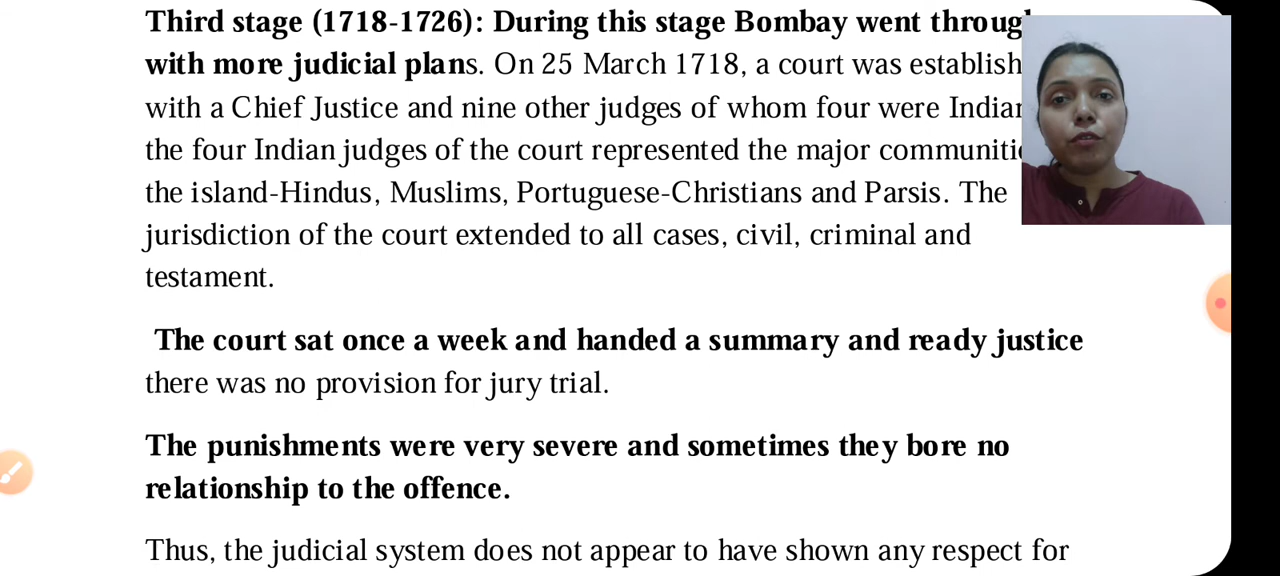 Third stage (1718-1726): During this stage Bombay went through
with more judicial plans. On 25 March 1718, a court was establish
with a Chief Justice and nine other judges of whom four were Indian
the four Indian judges of the court represented the major communiti
the island-Hindus, Muslims, Portuguese-Christians and Parsis. The
jurisdiction of the court extended to all cases, civil, criminal and
testament.
The court sat once a week and handed a summary and ready justice
there was no provision for jury trial.
The punishments were very severe and sometimes they bore no
relationship to the offence.
Thus, the judicial system does not appear to have shown any respect for